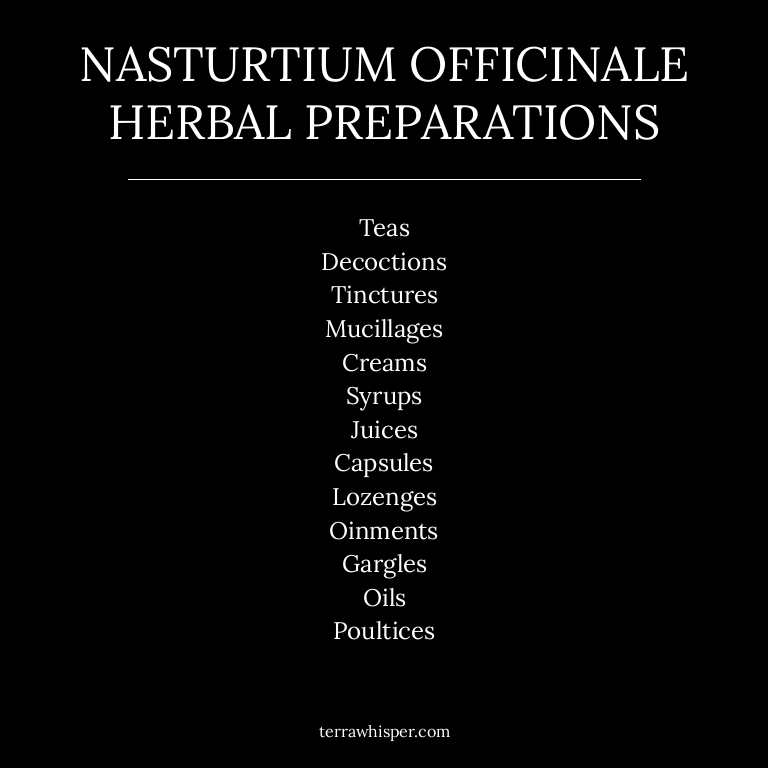 NASTURTIUM OFFICINALE
HERBAL PREPARATIONS
Teas
Decoctions
Tinctures
Mucillages
Creams
Syrups
Juices
Capsules
Lozenges
Oinments
Gargles
Oils
Poultices
terrawhisper.com